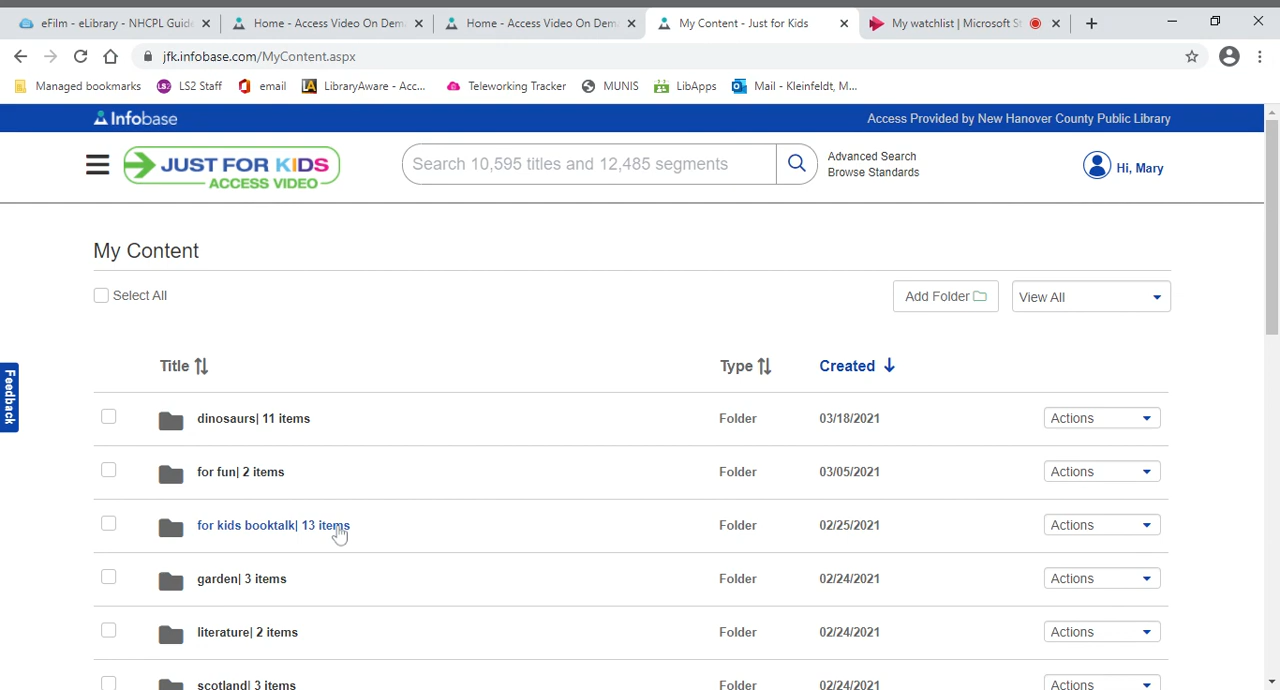 eFilm - eLibrary - NHCPL Guide
Home - Access Video On Dem
Home - Access Video On Dem
My Content - Just for Kids
My watchlist | Microsoft St
jfk.infobase.com/MyContent.aspx
Managed bookmarks
LS2 LS2 Staff
email
LA LibraryAware - Acc...
Teleworking Tracker
MUNIS
LibApps
Mail - Kleinfeldt, M...
Infobase
Access Provided by New Hanover County Public Library
JUST FOR KIDS
ACCESS VIDEO
Search 10,595 titles and 12,485 segments
Advanced Search
Browse Standards
Hi, Mary
My Content
Select All
Add Folder
View All
Feedback
Title
Type
Created
dinosaurs| 11 items
Folder
03/18/2021
Actions
for fun| 2 items
Folder
03/05/2021
Actions
for kids booktalk| 13 items
Folder
02/25/2021
Actions
garden| 3 items
Folder
02/24/2021
Actions
literature| 2 items
Folder
02/24/2021
Actions
scotland| 3 items
Folder
02/24/2021
Actions